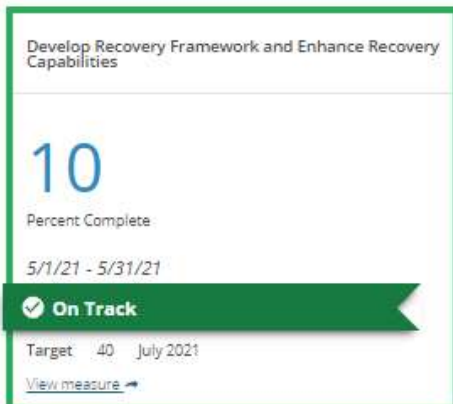 Develop Recovery Framework and Enhance Recovery
Capabilities
10
Percent Complete
5/1/21 - 5/31/21
On Track
Target 40 July 2021
View measure